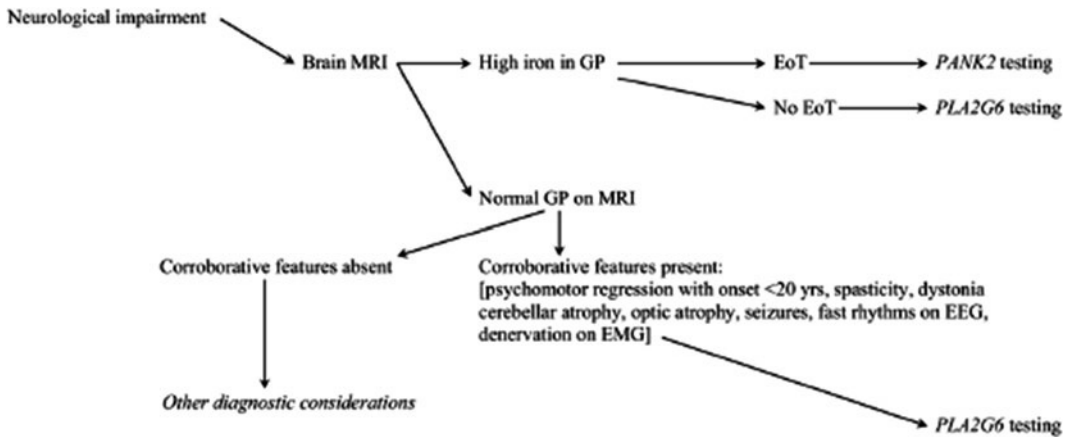 Neurological impairment
Brain MRI
High iron in GP
EoT
PANK2 testing
No EoT
PLA2G6 testing
Normal GP on MRI
Corroborative features absent
Corroborative features present:
[psychomotor regression with onset <20 yrs, spasticity, dystonia
cerebellar atrophy, optic atrophy, seizures, fast rhythms on EEG,
denervation on EMG]
Other diagnostic considerations
PLA2G6 testing